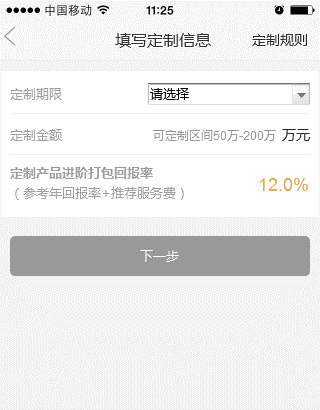 中国移动 11:25
填写定制信息 定制规则
定制期限 请选择
定制金额 可定制区间50万-200万 万元
定制产品进阶打包回报率
（参考年回报率+推荐服务费） 12.0%
下一步